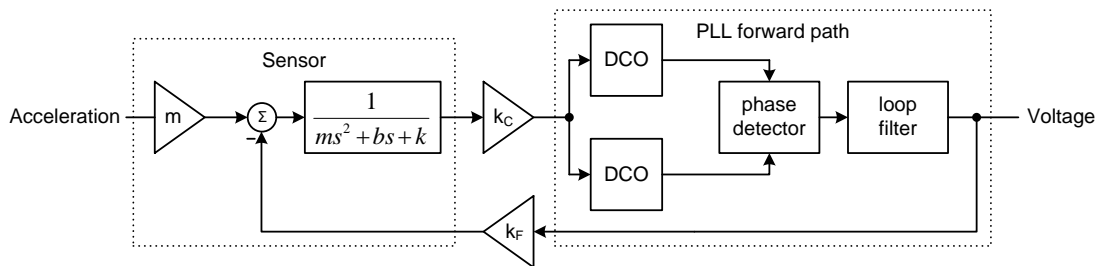 PLL forward path
Sensor
DCO
Acceleration
m
Σ
−
1
ms² + bs + k
k_C
phase
detector
loop
filter
Voltage
DCO
k_F